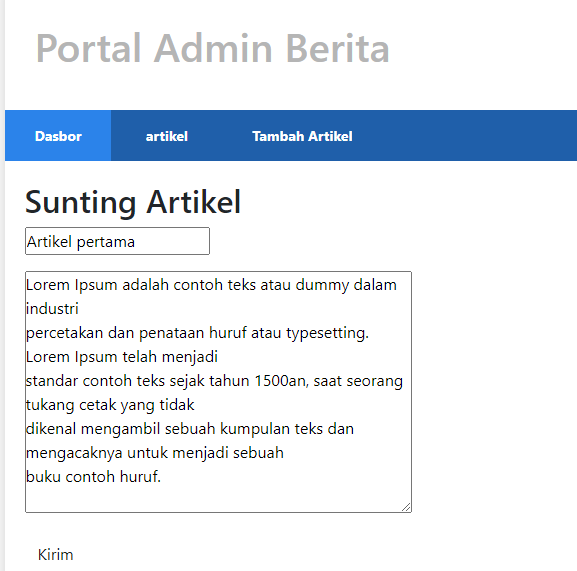 Portal Admin Berita
Dasbor artikel Tambah Artikel
Sunting Artikel
Artikel pertama
Lorem Ipsum adalah contoh teks atau dummy dalam
industri
percetakan dan penataan huruf atau typesetting.
Lorem Ipsum telah menjadi
standar contoh teks sejak tahun 1500an, saat seorang
tukang cetak yang tidak
dikenal mengambil sebuah kumpulan teks dan
mengacaknya untuk menjadi sebuah
buku contoh huruf.
Kirim